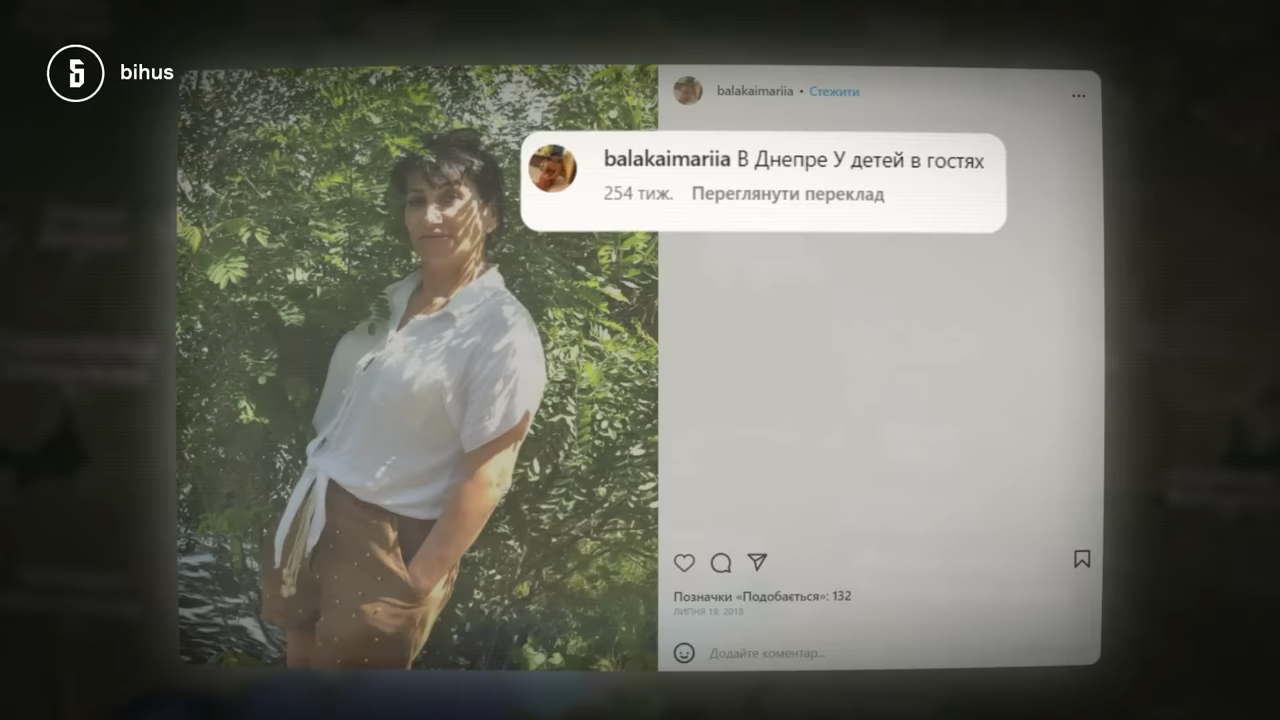 bihus
balakaimariia • Стежити
balakaimariia В Днепре У детей в гостях
254 тиж. Переглянути переклад
Позначки «Подобається»: 132
ЛИПНЯ 19, 2018
Додайте коментар...